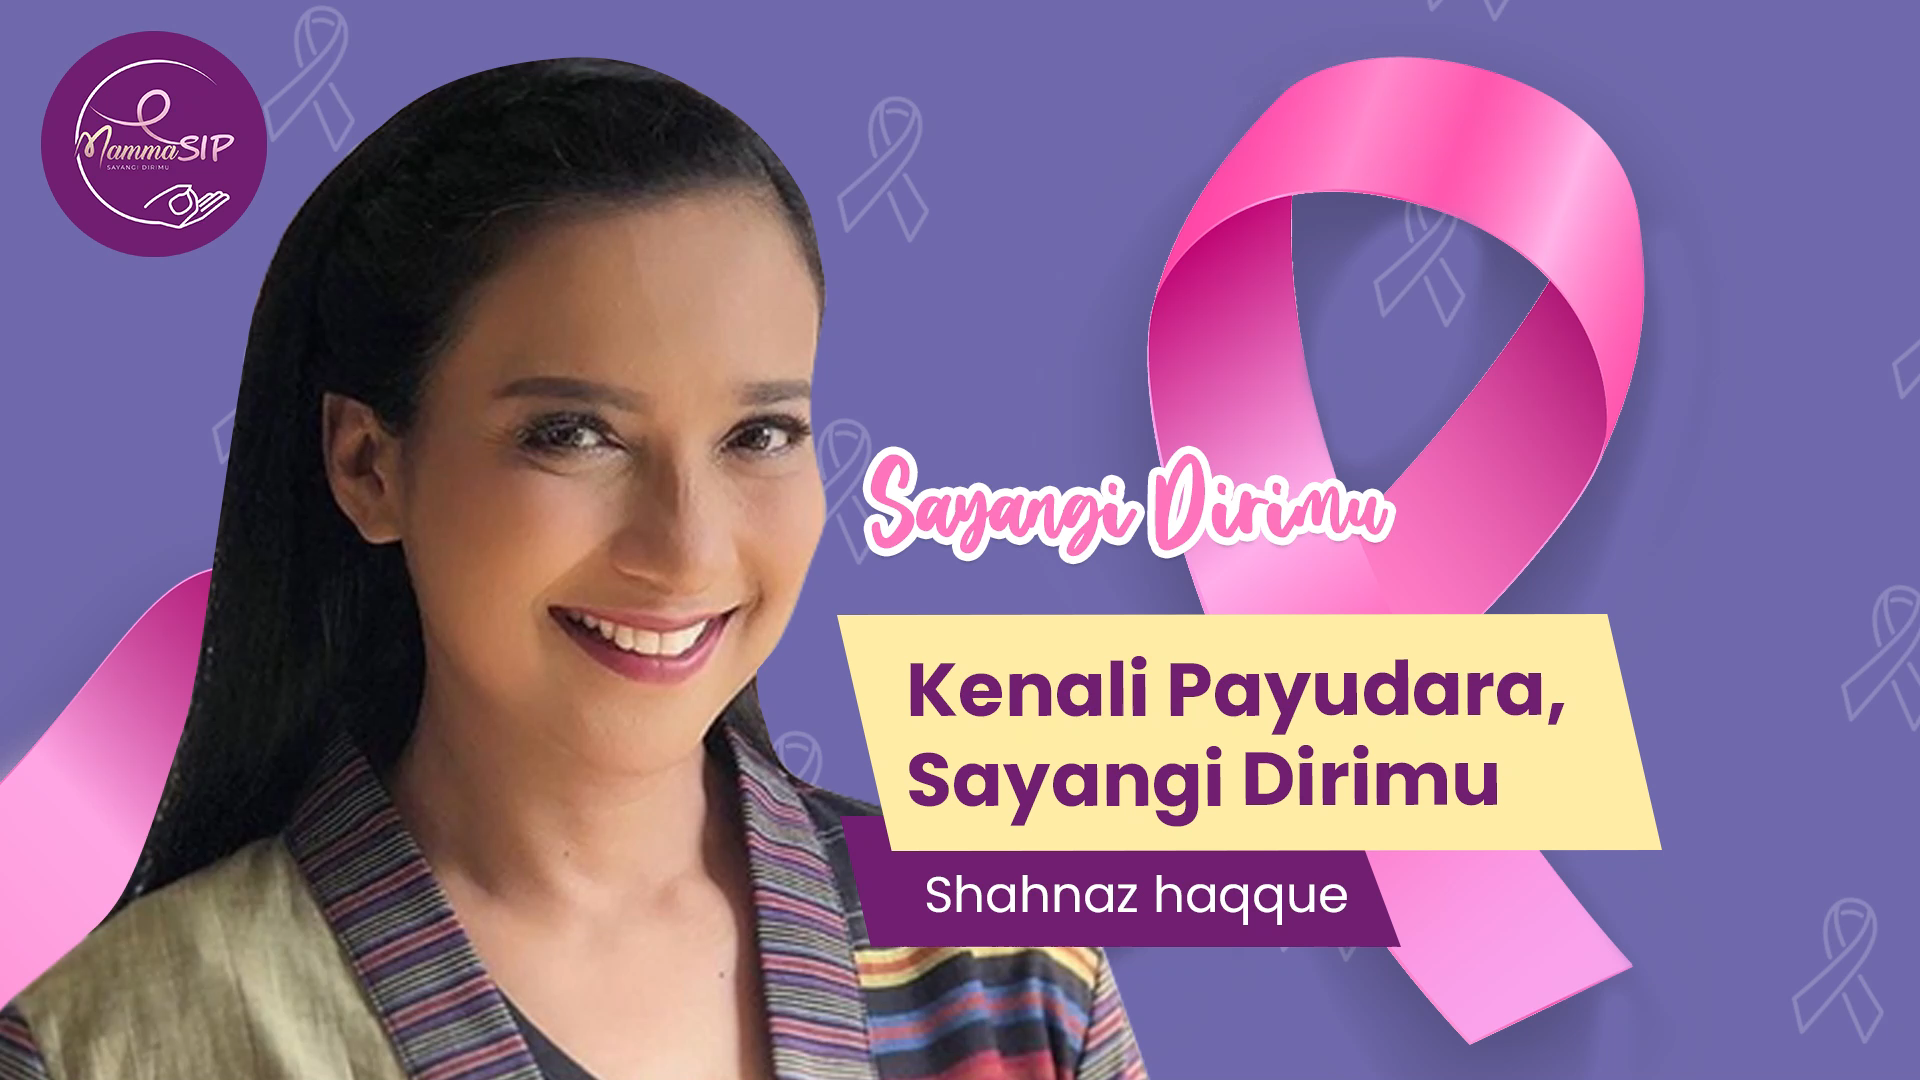 MammaSIP
SAYANGI DIRIMU
Sayangi Dirimu
Kenali Payudara,
Sayangi Dirimu
Shahnaz haqque